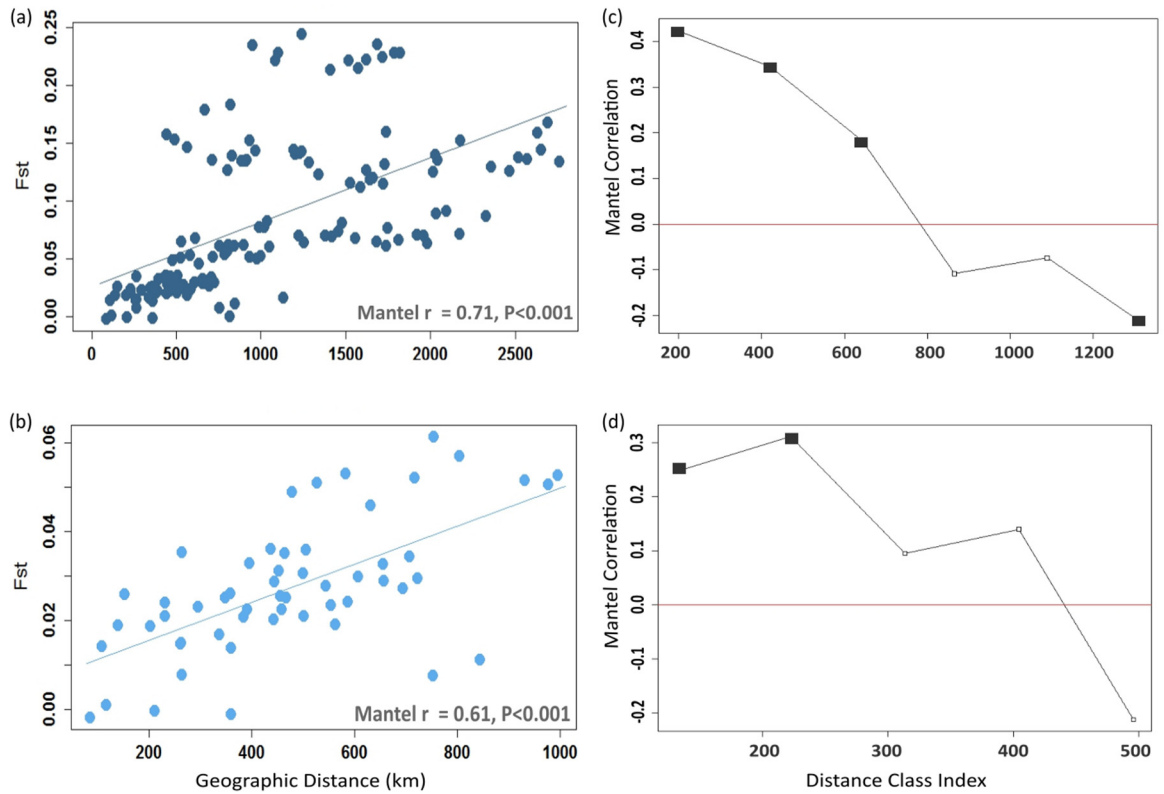 (a)
Fst
0.25
0.20
0.15
0.10
0.05
0.00
Mantel r = 0.71, P<0.001
0 500 1000 1500 2000 2500
(c)
Mantel Correlation
0.4
0.3
0.2
0.1
0.0
-0.1
-0.2
200 400 600 800 1000 1200
(b)
Fst
0.06
0.04
0.02
0.00
Mantel r = 0.61, P<0.001
200 400 600 800 1000
Geographic Distance (km)
(d)
Mantel Correlation
0.3
0.2
0.1
0.0
-0.1
-0.2
200 300 400 500
Distance Class Index